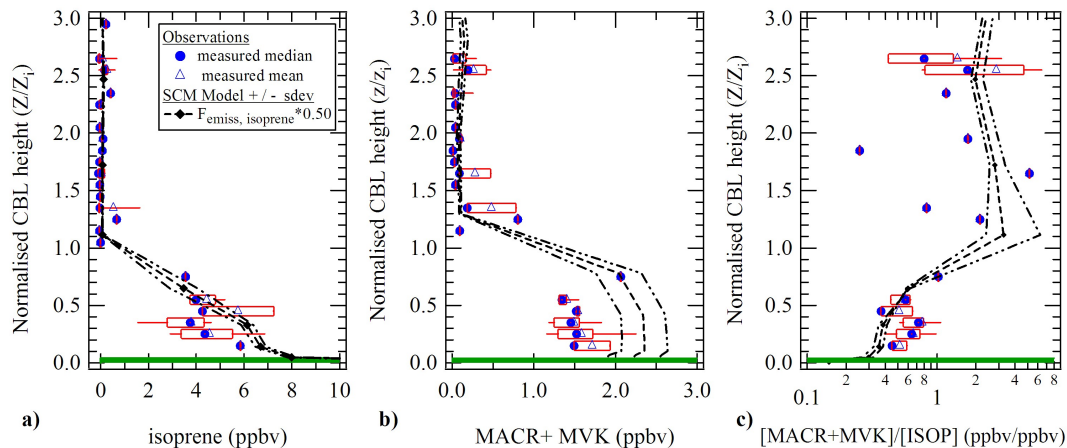 3.0
2.5
2.0
1.5
1.0
0.5
0.0
Normalised CBL height (Z/Zi)
Observations
measured median
measured mean
SCM Model +/- sdev
Femiss, isoprene*0.50
0 2 4 6 8 10
a) isoprene (ppbv)
3.0
2.5
2.0
1.5
1.0
0.5
0.0
Normalised CBL height (z/zi)
0.0 1.0 2.0 3.0
b) MACR+ MVK (ppbv)
3.0
2.5
2.0
1.5
1.0
0.5
0.0
Normalised CBL height (Z/Zi)
0.1 2 4 6 8 1 2 4 6 8
c) [MACR+MVK]/[ISOP] (ppbv/ppbv)